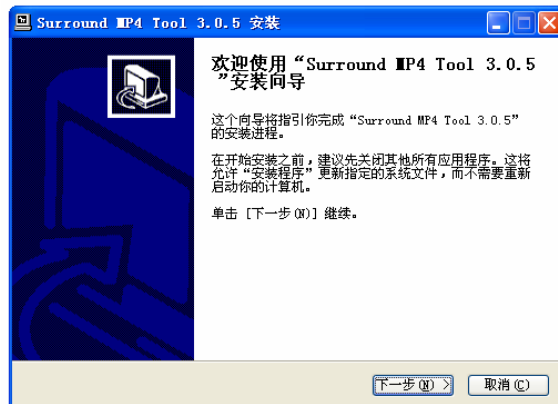 Surround MP4 Tool 3.0.5 安装
欢迎使用“Surround MP4 Tool 3.0.5
”安装向导
这个向导将指引你完成“Surround MP4 Tool 3.0.5”
的安装进程。
在开始安装之前，建议先关闭其他所有应用程序。这将
允许“安装程序”更新指定的系统文件，而不需要重新
启动你的计算机。
单击 [下一步(N)] 继续。
下一步(N) >
取消(C)